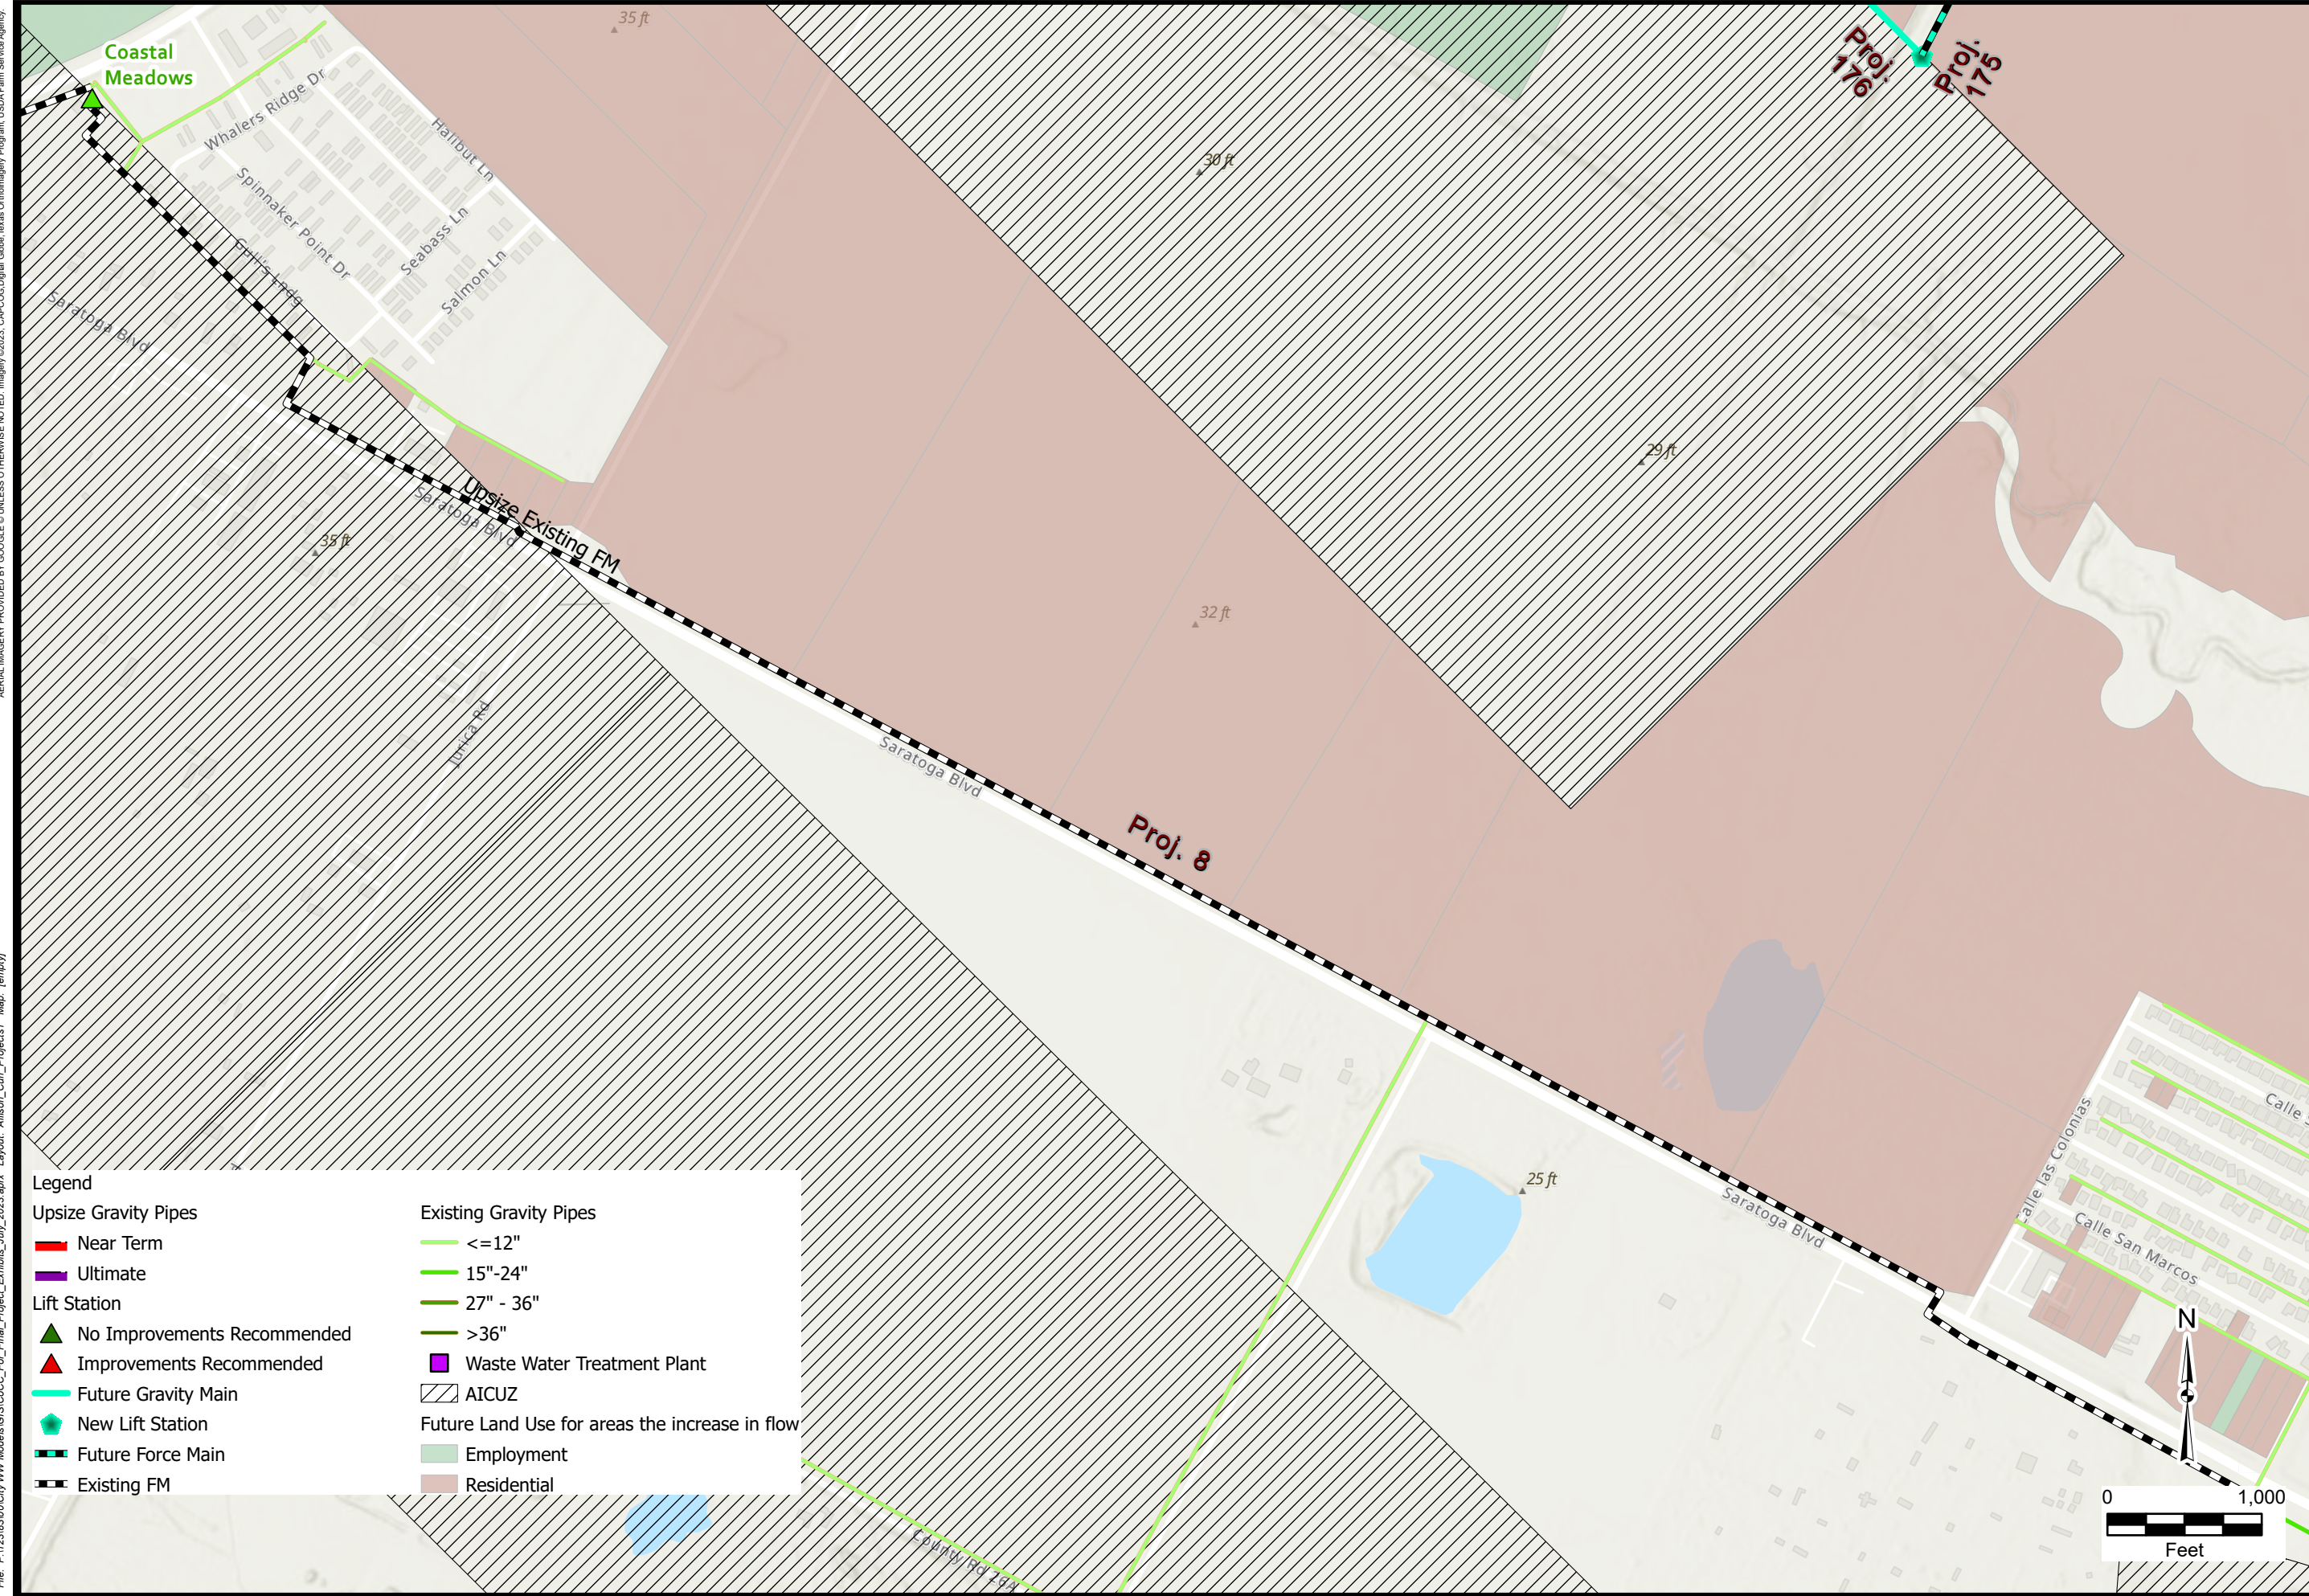 Coastal
Meadows
35 ft
Proj.
176
Proj.
175
Whalers Ridge Dr
Halibut Ln
Spinnaker Point Dr
Seabass Ln
Salmon Ln
Gull's Lndg
Saratoga Blvd
30 ft
29 ft
Upsize Existing FM
Saratoga Blvd
35 ft
32 ft
Jurica Rd
Saratoga Blvd
Proj. 8
25 ft
Saratoga Blvd
Calle San Marcos
County Rd 26A
Legend
Upsize Gravity Pipes
Near Term
Ultimate
Lift Station
No Improvements Recommended
Improvements Recommended
Future Gravity Main
New Lift Station
Future Force Main
Existing FM
Existing Gravity Pipes
<=12"
15"-24"
27" - 36"
>36"
Waste Water Treatment Plant
AICUZ
Future Land Use for areas the increase in flow
Employment
Residential
N
0 1,000
Feet